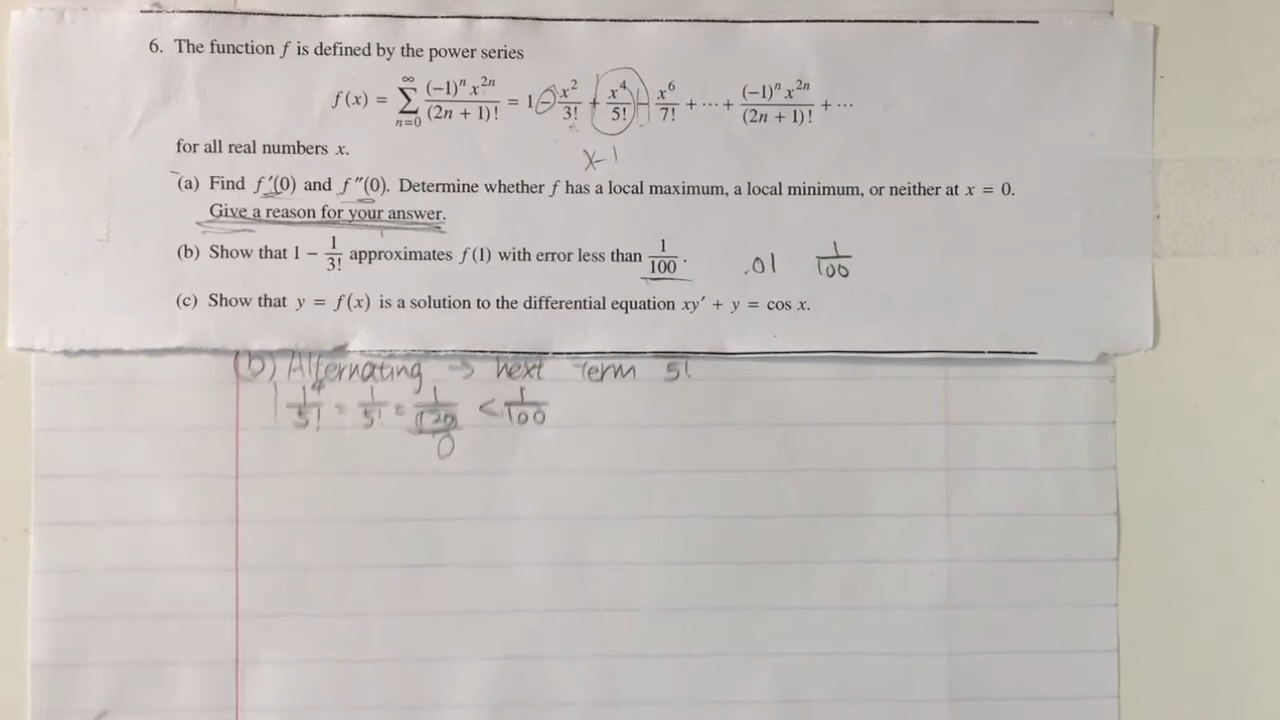 6. The function f is defined by the power series
f(x) = ∑_{n=0}^{∞} (-1)^n x^{2n} / (2n + 1)! = 1 - x^2/3! + x^4/5! - x^6/7! + ··· + (-1)^n x^{2n} / (2n + 1)! + ···
for all real numbers x.
x-1
(a) Find f′(0) and f″(0). Determine whether f has a local maximum, a local minimum, or neither at x = 0.
Give a reason for your answer.
(b) Show that 1 - 1/3! approximates f(1) with error less than 1/100. .01 1/100
(c) Show that y = f(x) is a solution to the differential equation xy′ + y = cos x.
(b) Alternating → next term 5!
1^4/5! = 1/5! = 1/120 < 1/100
0